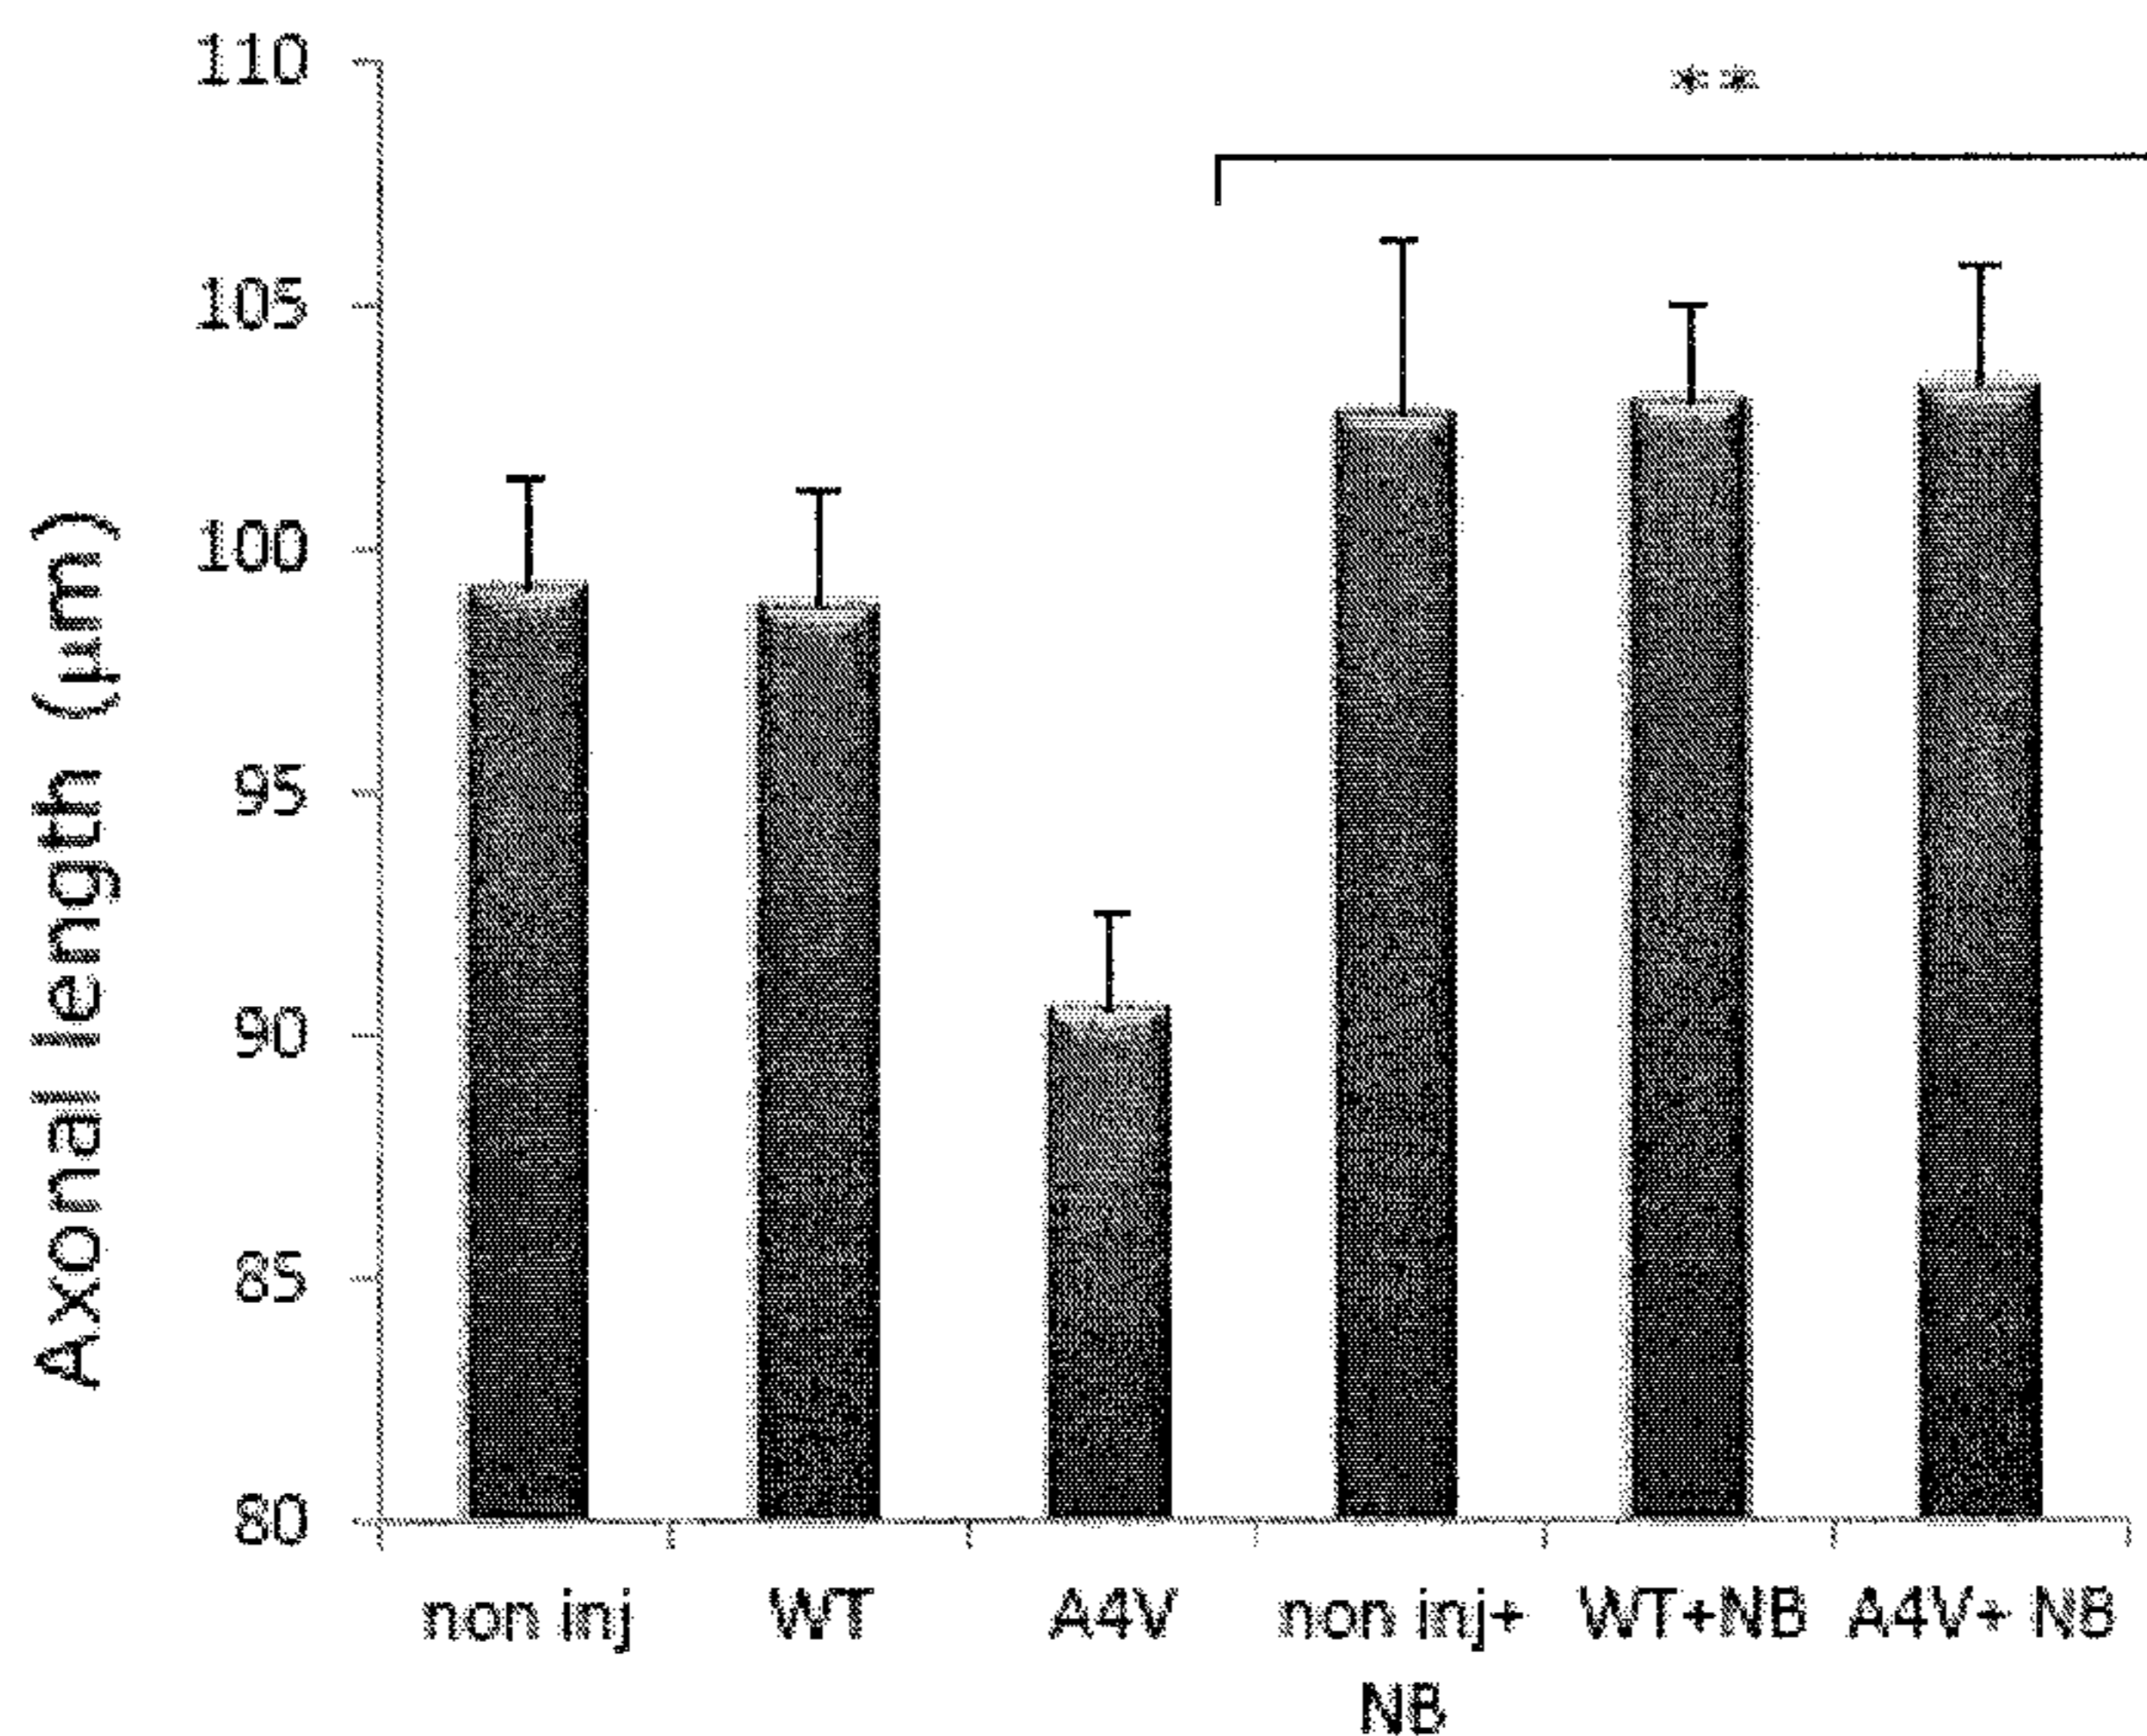 110
**
105
100
95
90
85
80
Axonal length (µm)
non inj WT A4V non inj+ WT+NB A4V+ NB
NB